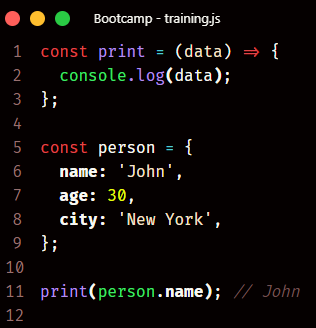 Bootcamp - training.js
1 const print = (data) => {
2   console.log(data);
3 };
4
5 const person = {
6   name: 'John',
7   age: 30,
8   city: 'New York',
9 };
10
11 print(person.name); // John
12